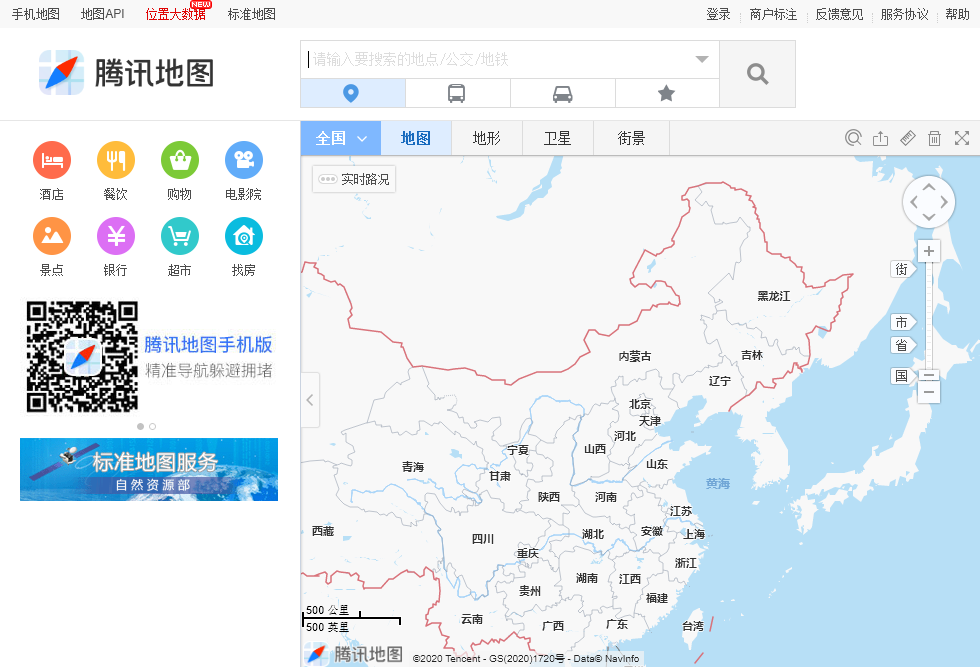 手机地图 地图API 位置大数据 NEW 标准地图 登录 商户标注 反馈意见 服务协议 帮助
腾讯地图
请输入要搜索的地点/公交/地铁
全国 地图 地形 卫星 街景
实时路况
酒店 餐饮 购物 电影院
景点 银行 超市 找房
腾讯地图手机版
精准导航躲避拥堵
标准地图服务
自然资源部
街
市
省
国
黑龙江
内蒙古
吉林
辽宁
北京
天津
河北
山西
宁夏
山东
青海
甘肃
黄海
陕西
河南
江苏
西藏
安徽
上海
湖北
四川
重庆
浙江
湖南
江西
贵州
福建
云南
广西
广东
台湾
500 公里
500 英里
腾讯地图
©2020 Tencent - GS(2020)1720号 - Data© NavInfo